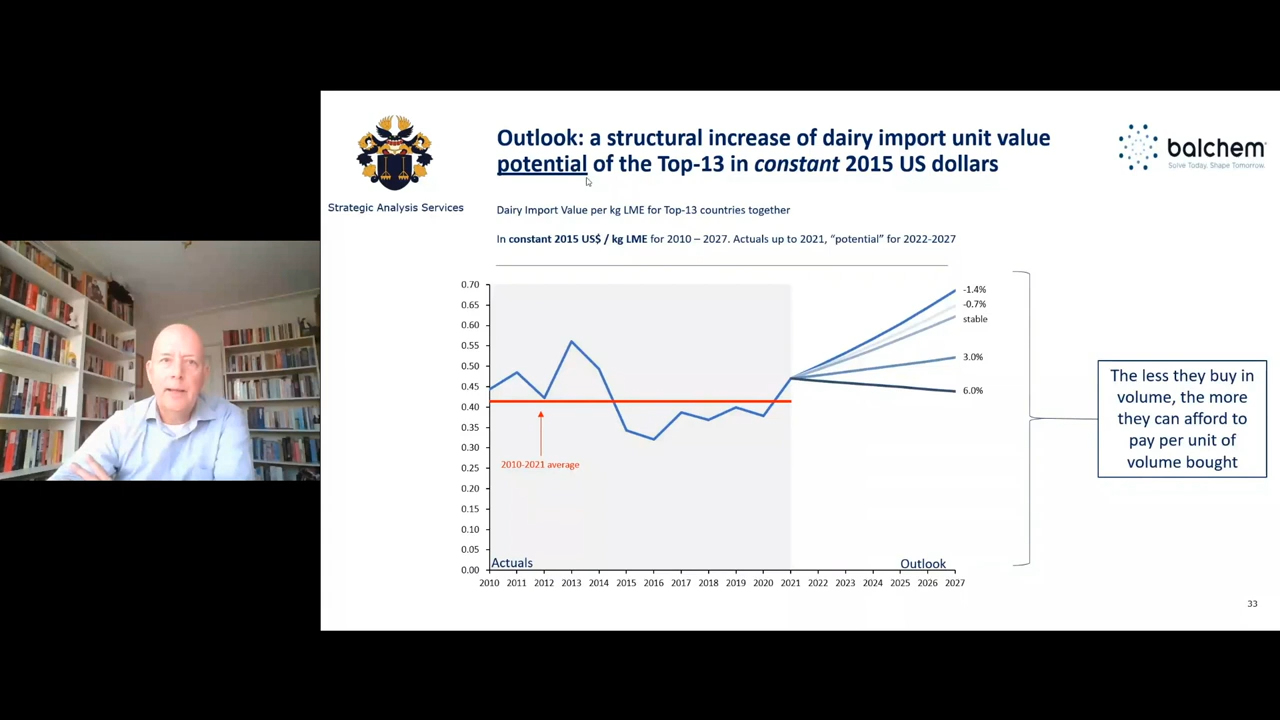 Outlook: a structural increase of dairy import unit value
potential of the Top-13 in constant 2015 US dollars
balchem
Solve Today. Shape Tomorrow.
Strategic Analysis Services
Dairy Import Value per kg LME for Top-13 countries together
In constant 2015 US$ / kg LME for 2010 – 2027. Actuals up to 2021, “potential” for 2022-2027
0.70
0.65
0.60
0.55
0.50
0.45
0.40
0.35
0.30
0.25
0.20
0.15
0.10
0.05
0.00
-1.4%
-0.7%
stable
3.0%
6.0%
2010-2021 average
Actuals
Outlook
2010 2011 2012 2013 2014 2015 2016 2017 2018 2019 2020 2021 2022 2023 2024 2025 2026 2027
The less they buy in
volume, the more
they can afford to
pay per unit of
volume bought
33